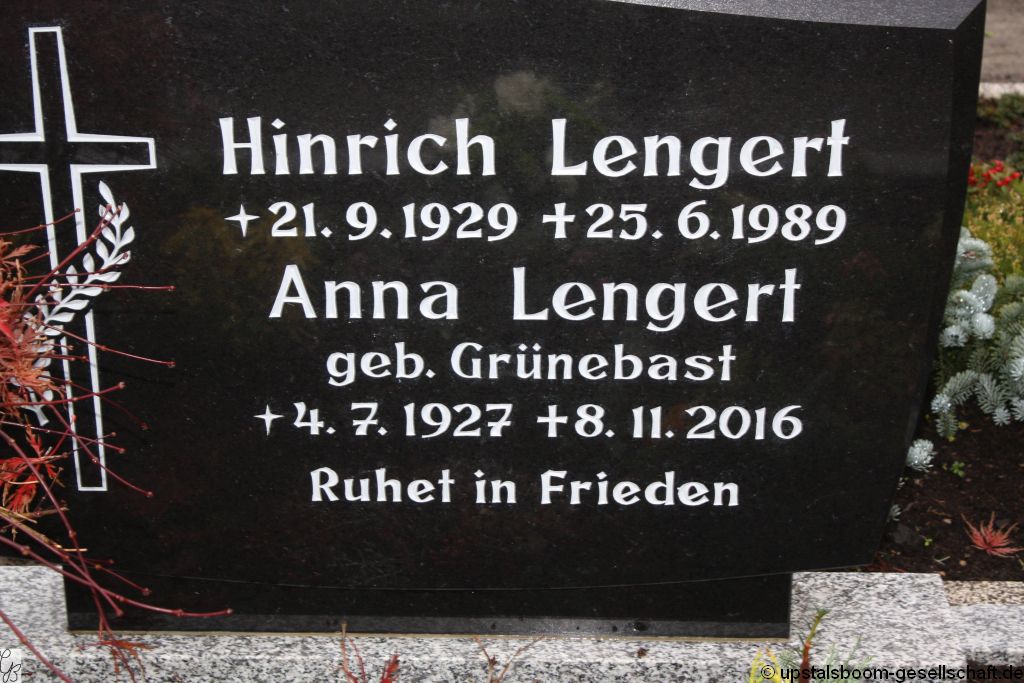 Hinrich Lengert
✦21.9.1929 ✝25.6.1989
Anna Lengert
geb. Grünebast
✦4.7.1927 ✝8.11.2016
Ruhet in Frieden
© upstalsboom-gesellschaft.de